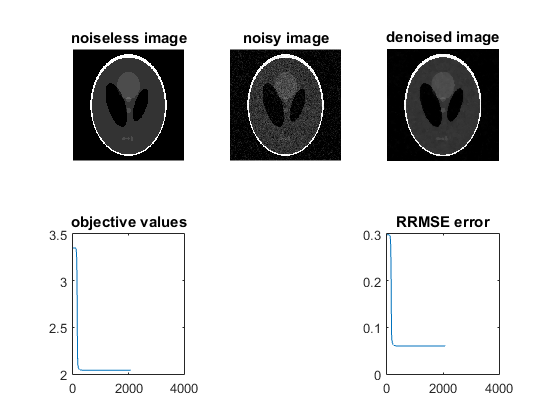 noiseless image
noisy image
denoised image
objective values
3.5
3
2.5
2
0
2000
4000
RRMSE error
0.3
0.2
0.1
0
0
2000
4000